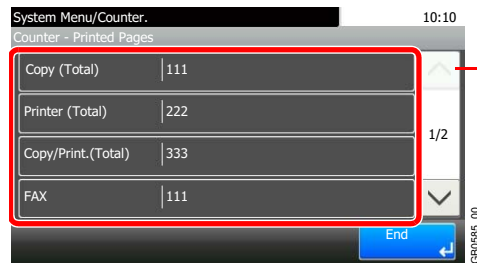 System Menu/Counter. 10:10
Counter - Printed Pages
Copy (Total) 111
Printer (Total) 222
1/2
Copy/Print.(Total) 333
FAX 111
End
GB0585_00